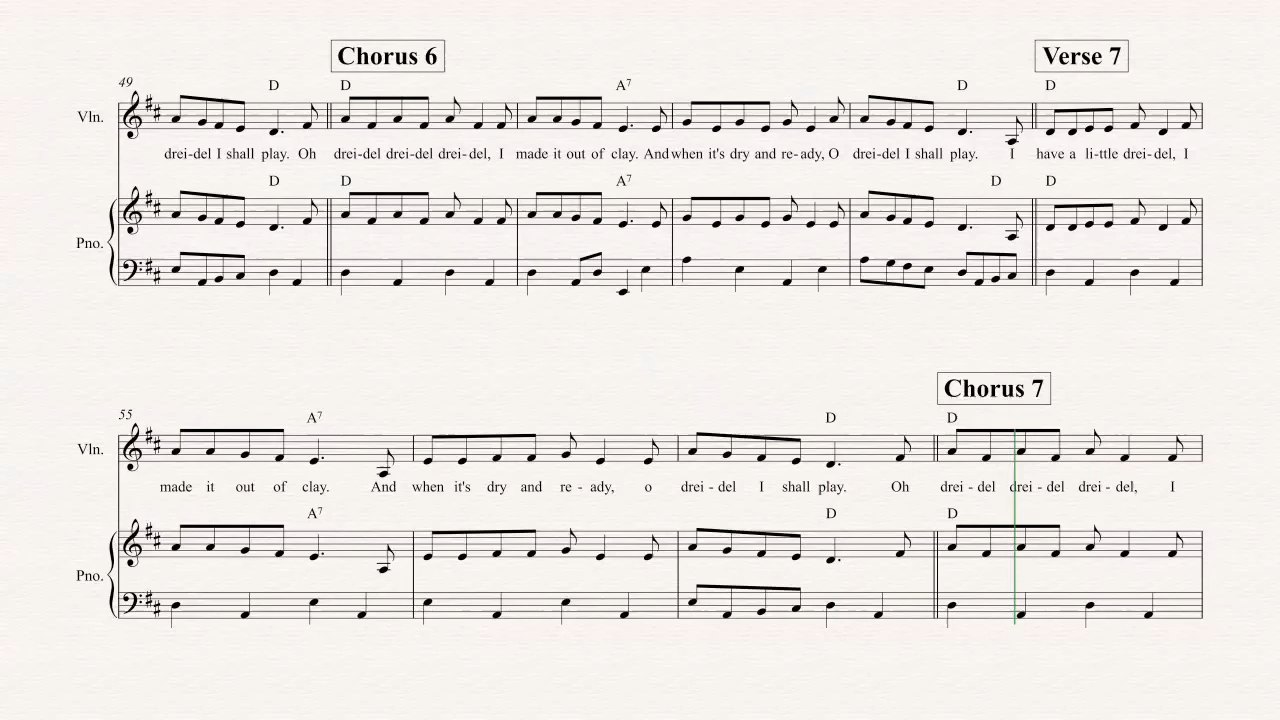 Chorus 6 Verse 7
49 D D A7 D D
Vln.
drei-del I shall play. Oh drei-del drei-del drei-del, I made it out of clay. And when it's dry and re-ady, O drei-del I shall play. I have a li-ttle drei-del, I
D D A7 D D
Pno.
Chorus 7
55 A7 D D
Vln.
made it out of clay. And when it's dry and re - ady, o drei - del I shall play. Oh drei - del drei - del drei - del, I
A7 D D
Pno.